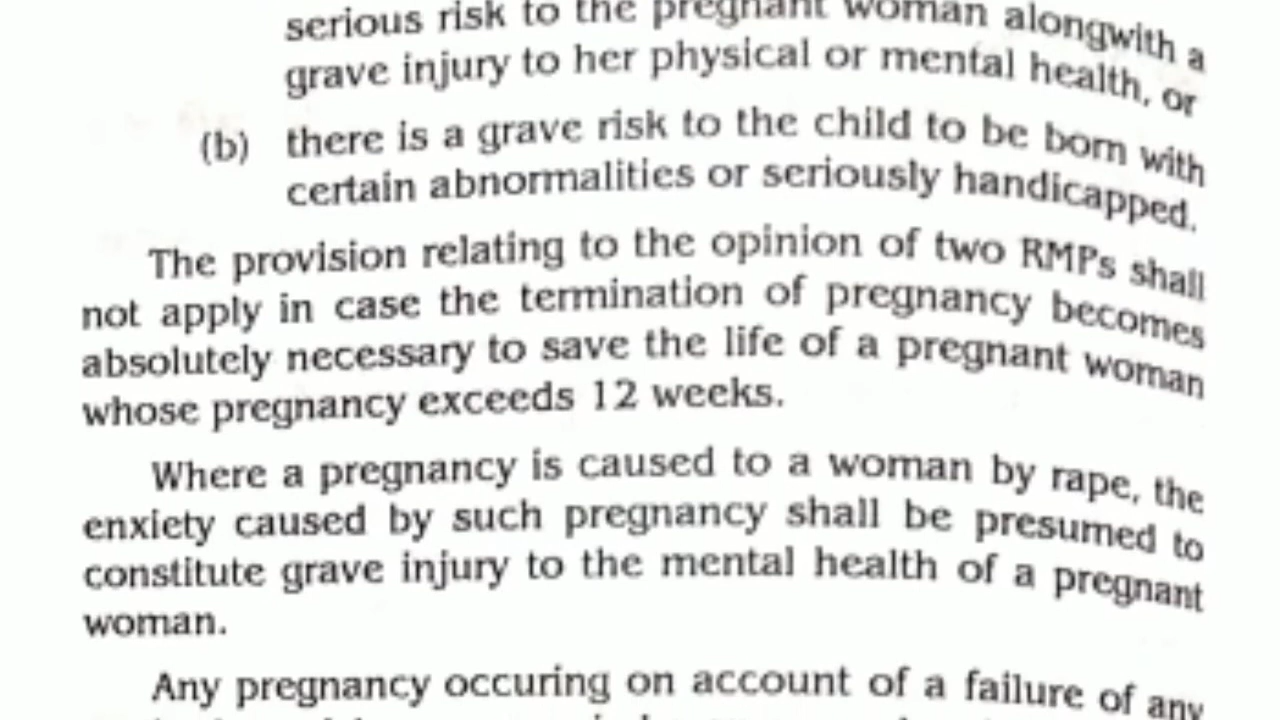 serious risk to the pregnant woman alongwith a
grave injury to her physical or mental health, or
(b) there is a grave risk to the child to be born with
certain abnormalities or seriously handicapped.
The provision relating to the opinion of two RMPs shall
not apply in case the termination of pregnancy becomes
absolutely necessary to save the life of a pregnant woman
whose pregnancy exceeds 12 weeks.
Where a pregnancy is caused to a woman by rape, the
enxiety caused by such pregnancy shall be presumed to
constitute grave injury to the mental health of a pregnant
woman.
Any pregnancy occuring on account of a failure of any